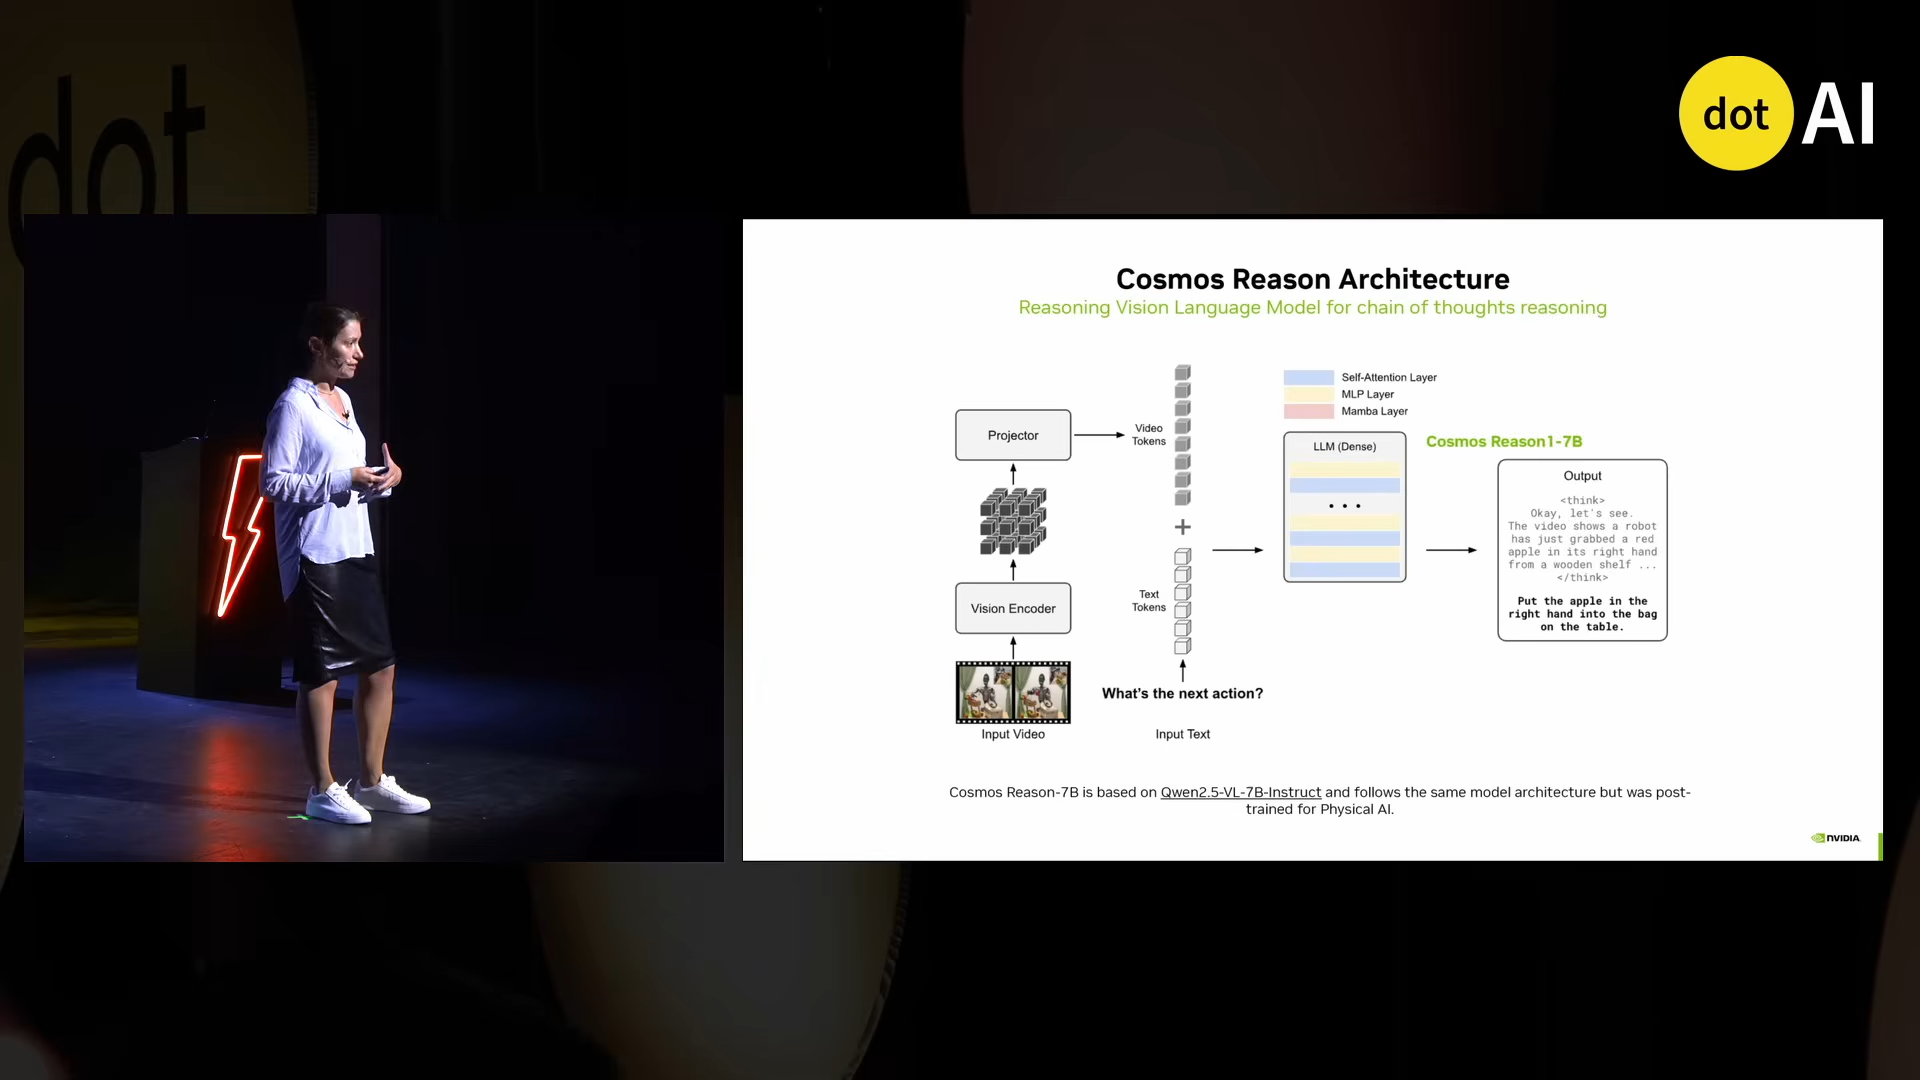 dot
dot AI
Cosmos Reason Architecture
Reasoning Vision Language Model for chain of thoughts reasoning
Self-Attention Layer
MLP Layer
Mamba Layer
Projector
Video
Tokens
LLM (Dense)
Cosmos Reason1-7B
Output
<think>
Okay, let's see.
The video shows a robot
has just grabbed a red
apple in its right hand
from a wooden shelf ...
</think>
Put the apple in the
right hand into the bag
on the table.
Vision Encoder
Text
Tokens
What's the next action?
Input Video
Input Text
Cosmos Reason-7B is based on Qwen2.5-VL-7B-Instruct and follows the same model architecture but was post-
trained for Physical AI.
NVIDIA